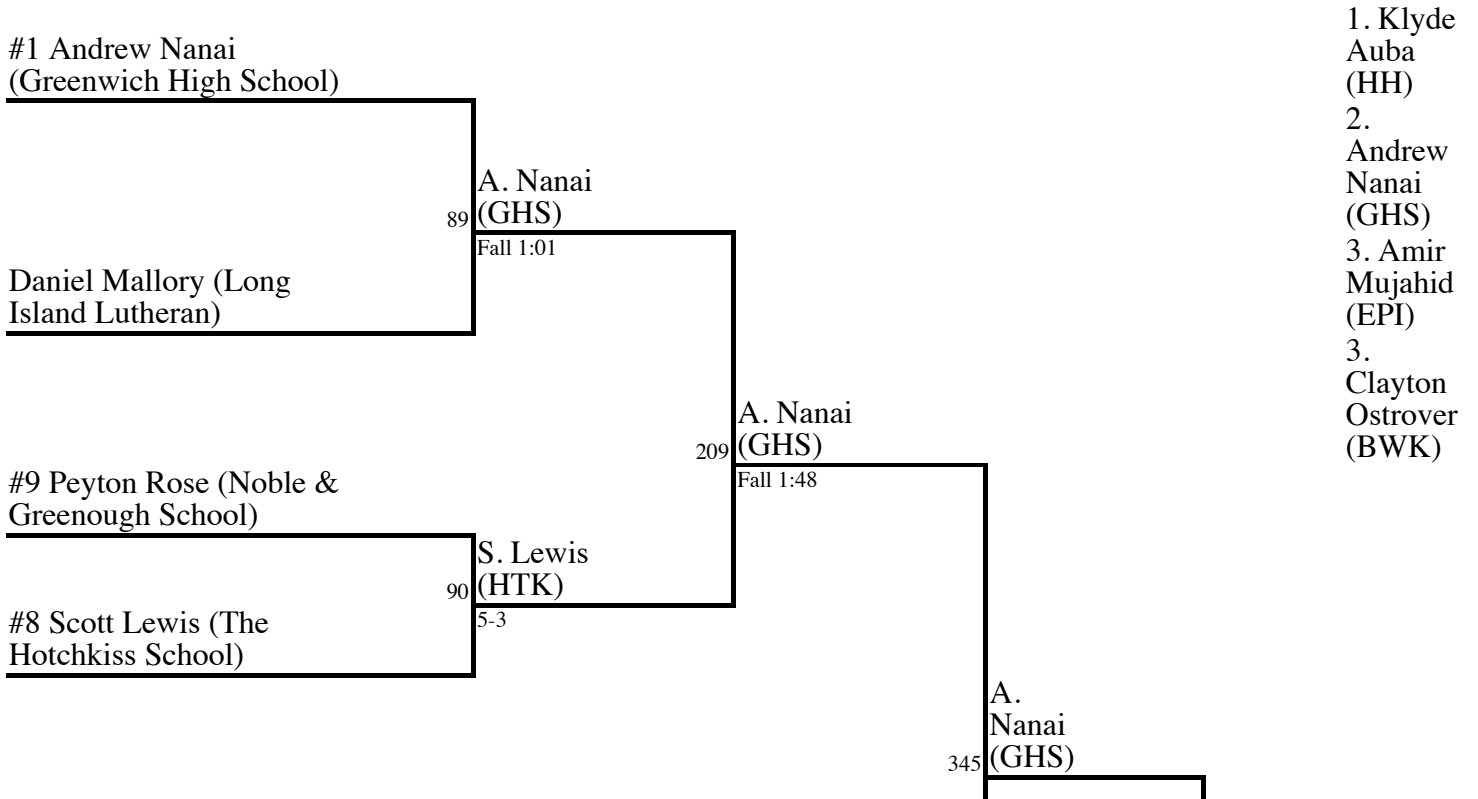 #1 Andrew Nanai
(Greenwich High School)
89
A. Nanai
(GHS)
Fall 1:01
Daniel Mallory (Long
Island Lutheran)
209
A. Nanai
(GHS)
Fall 1:48
#9 Peyton Rose (Noble &
Greenough School)
90
S. Lewis
(HTK)
5-3
#8 Scott Lewis (The
Hotchkiss School)
345
A.
Nanai
(GHS)
1. Klyde
Auba
(HH)
2.
Andrew
Nanai
(GHS)
3. Amir
Mujahid
(EPI)
3.
Clayton
Ostrover
(BWK)